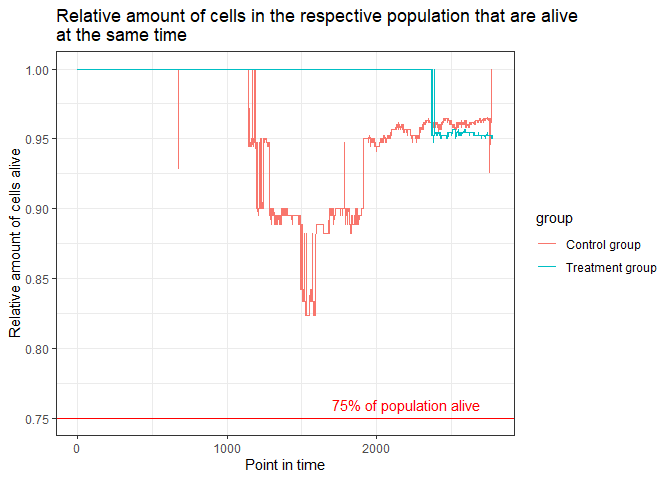 Relative amount of cells in the respective population that are alive
at the same time
Relative amount of cells alive
1.00
0.95
0.90
0.85
0.80
0.75
75% of population alive
0
1000
2000
Point in time
group
Control group
Treatment group